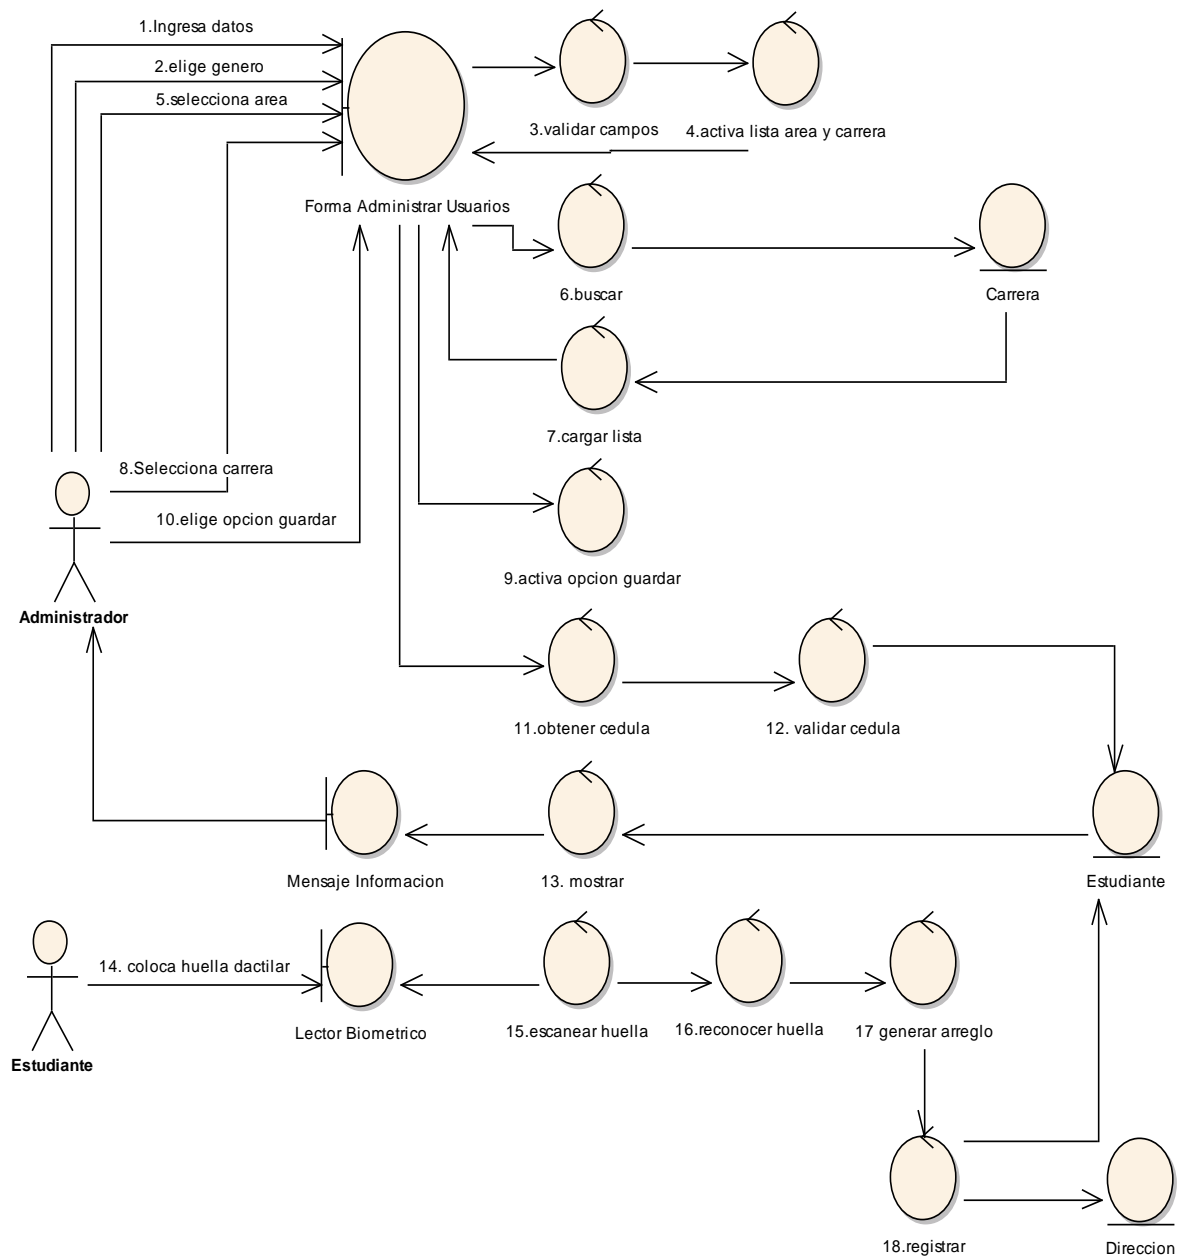 1.Ingresa datos
2.elige genero
5.selecciona area
3.validar campos
4.activa lista area y carrera
Forma Administrar Usuarios
6.buscar
Carrera
7.cargar lista
8.Selecciona carrera
10.elige opcion guardar
9.activa opcion guardar
Administrador
11.obtener cedula
12. validar cedula
Mensaje Informacion
13. mostrar
Estudiante
14. coloca huella dactilar
Lector Biometrico
15.escanear huella
16.reconocer huella
17 generar arreglo
Estudiante
18.registrar
Direccion